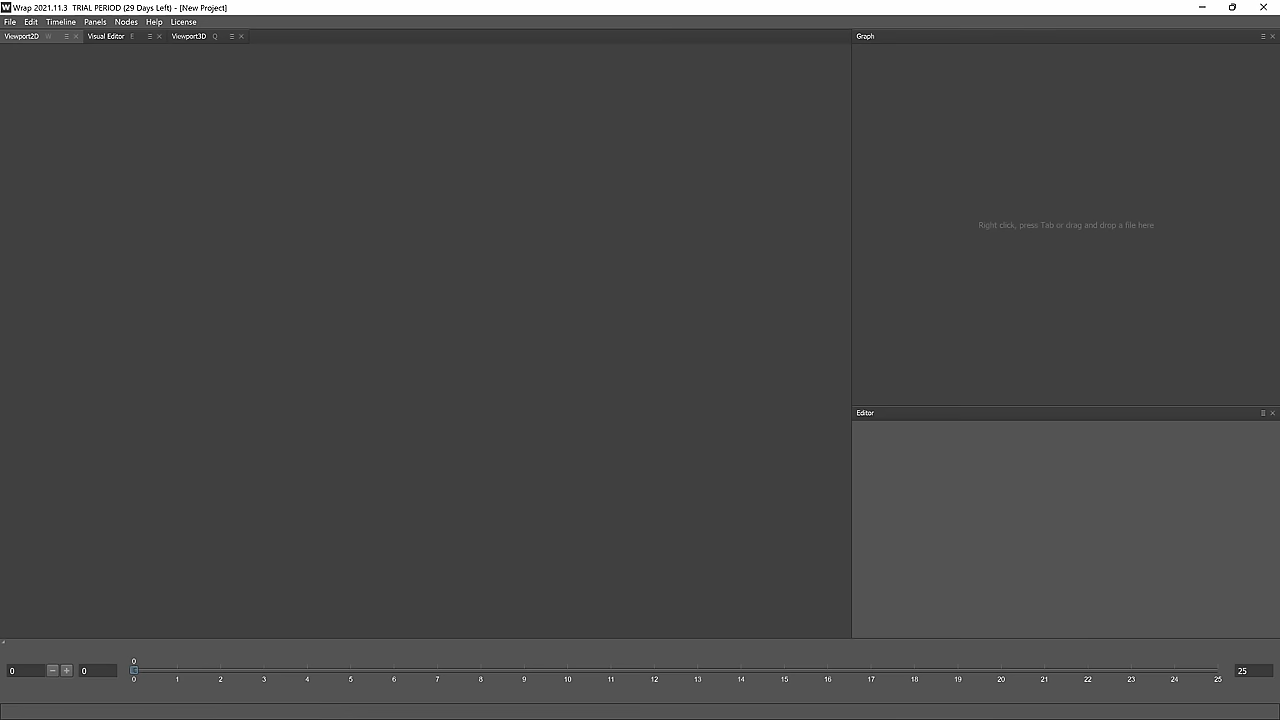 W Wrap 2021.11.3 TRIAL PERIOD (29 Days Left) - [New Project]
File Edit Timeline Panels Nodes Help License
Viewport2D W Visual Editor E Viewport3D Q Graph
Right click, press Tab or drag and drop a file here
Editor
0
0 0 25
0 1 2 3 4 5 6 7 8 9 10 11 12 13 14 15 16 17 18 19 20 21 22 23 24 25